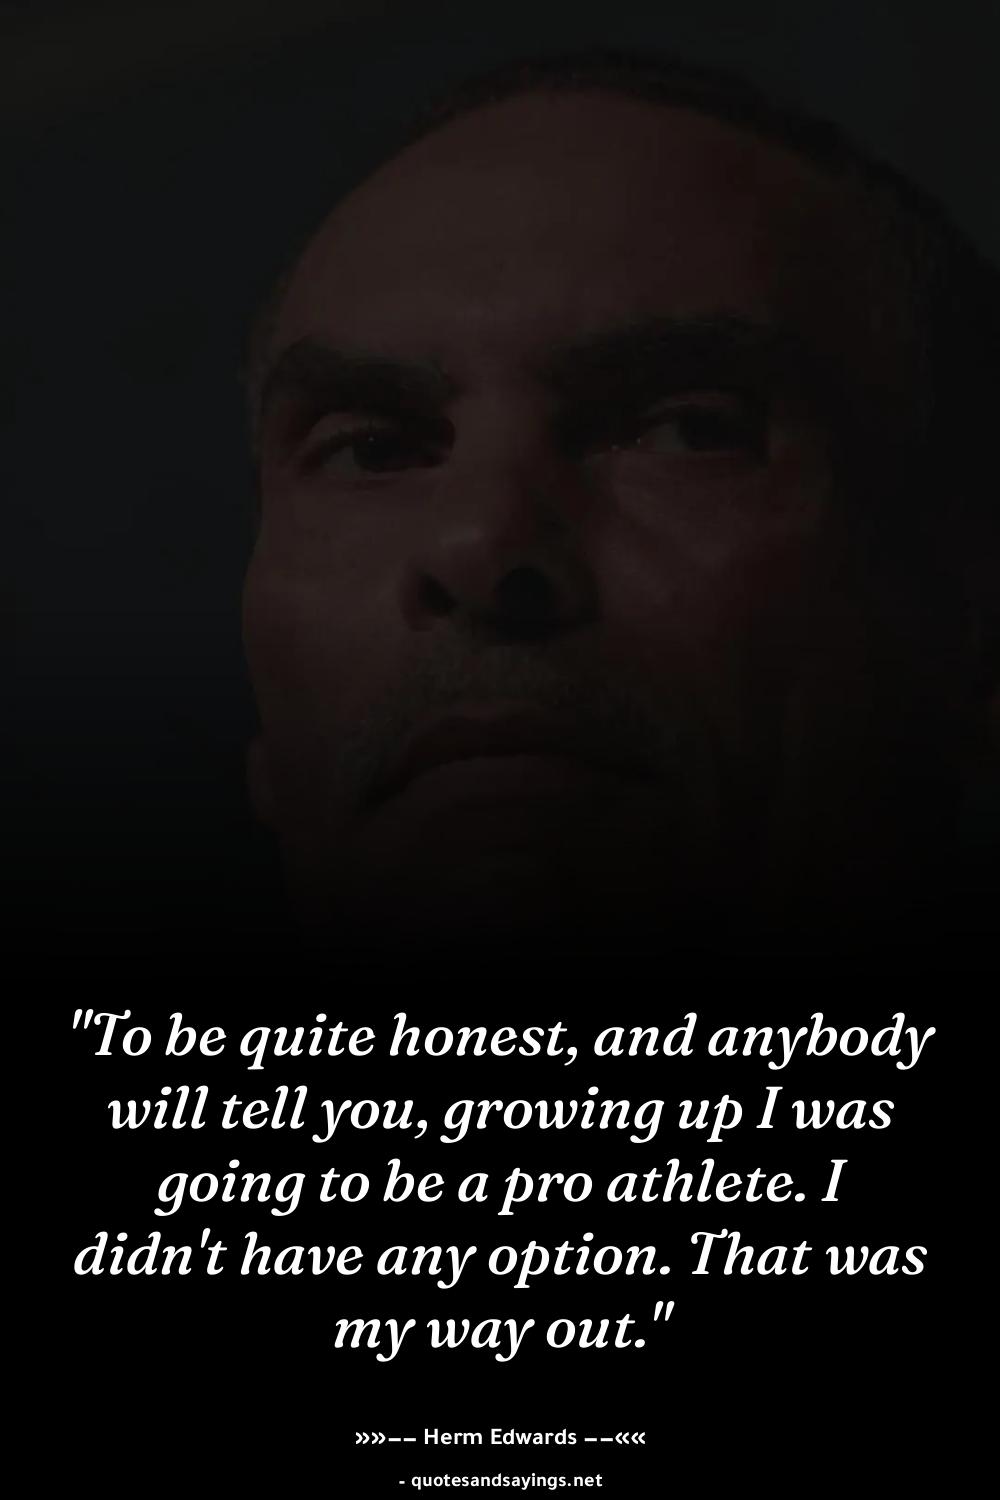 "To be quite honest, and anybody
will tell you, growing up I was
going to be a pro athlete. I
didn't have any option. That was
my way out."
»»−− Herm Edwards −−««
- quotesandsayings.net